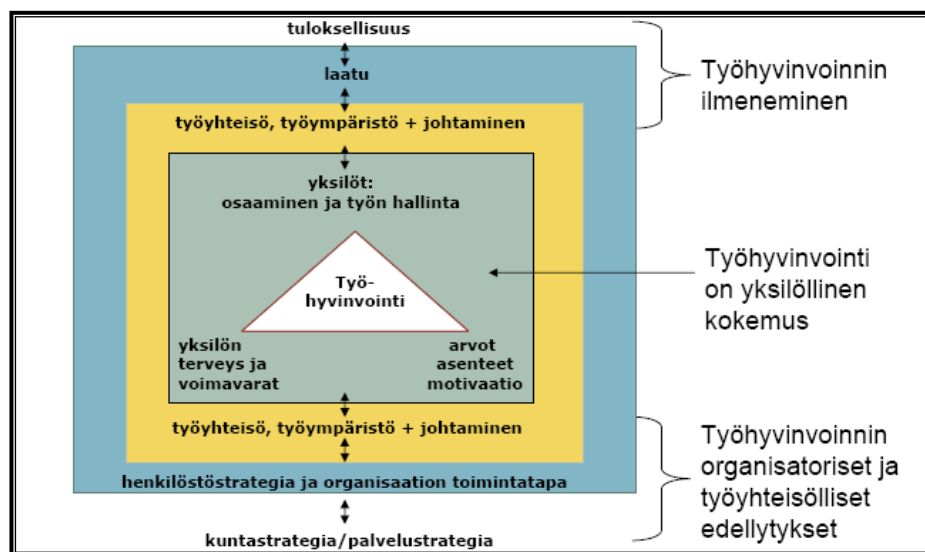 tuloksellisuus
laatu
työyhteisö, työympäristö + johtaminen
yksilöt:
osaaminen ja työn hallinta
Työ-
hyvinvointi
yksilön
terveys ja
voimavarat
arvot
asenteet
motivaatio
työyhteisö, työympäristö + johtaminen
henkilöstöstrategia ja organisaation toimintatapa
kuntastrategia/palvelustrategia
Työhyvinvoinnin
ilmeneminen
Työhyvinvointi
on yksilöllinen
kokemus
Työhyvinvoinnin
organisatoriset ja
työyhteisölliset
edellytykset